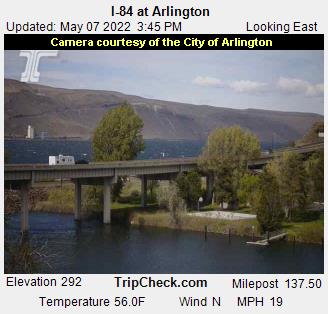 I-84 at Arlington
Updated: May 07 2022 3:45 PM Looking East
Camera courtesy of the City of Arlington
Elevation 292 TripCheck.com Milepost 137.50
Temperature 56.0F Wind N MPH 19